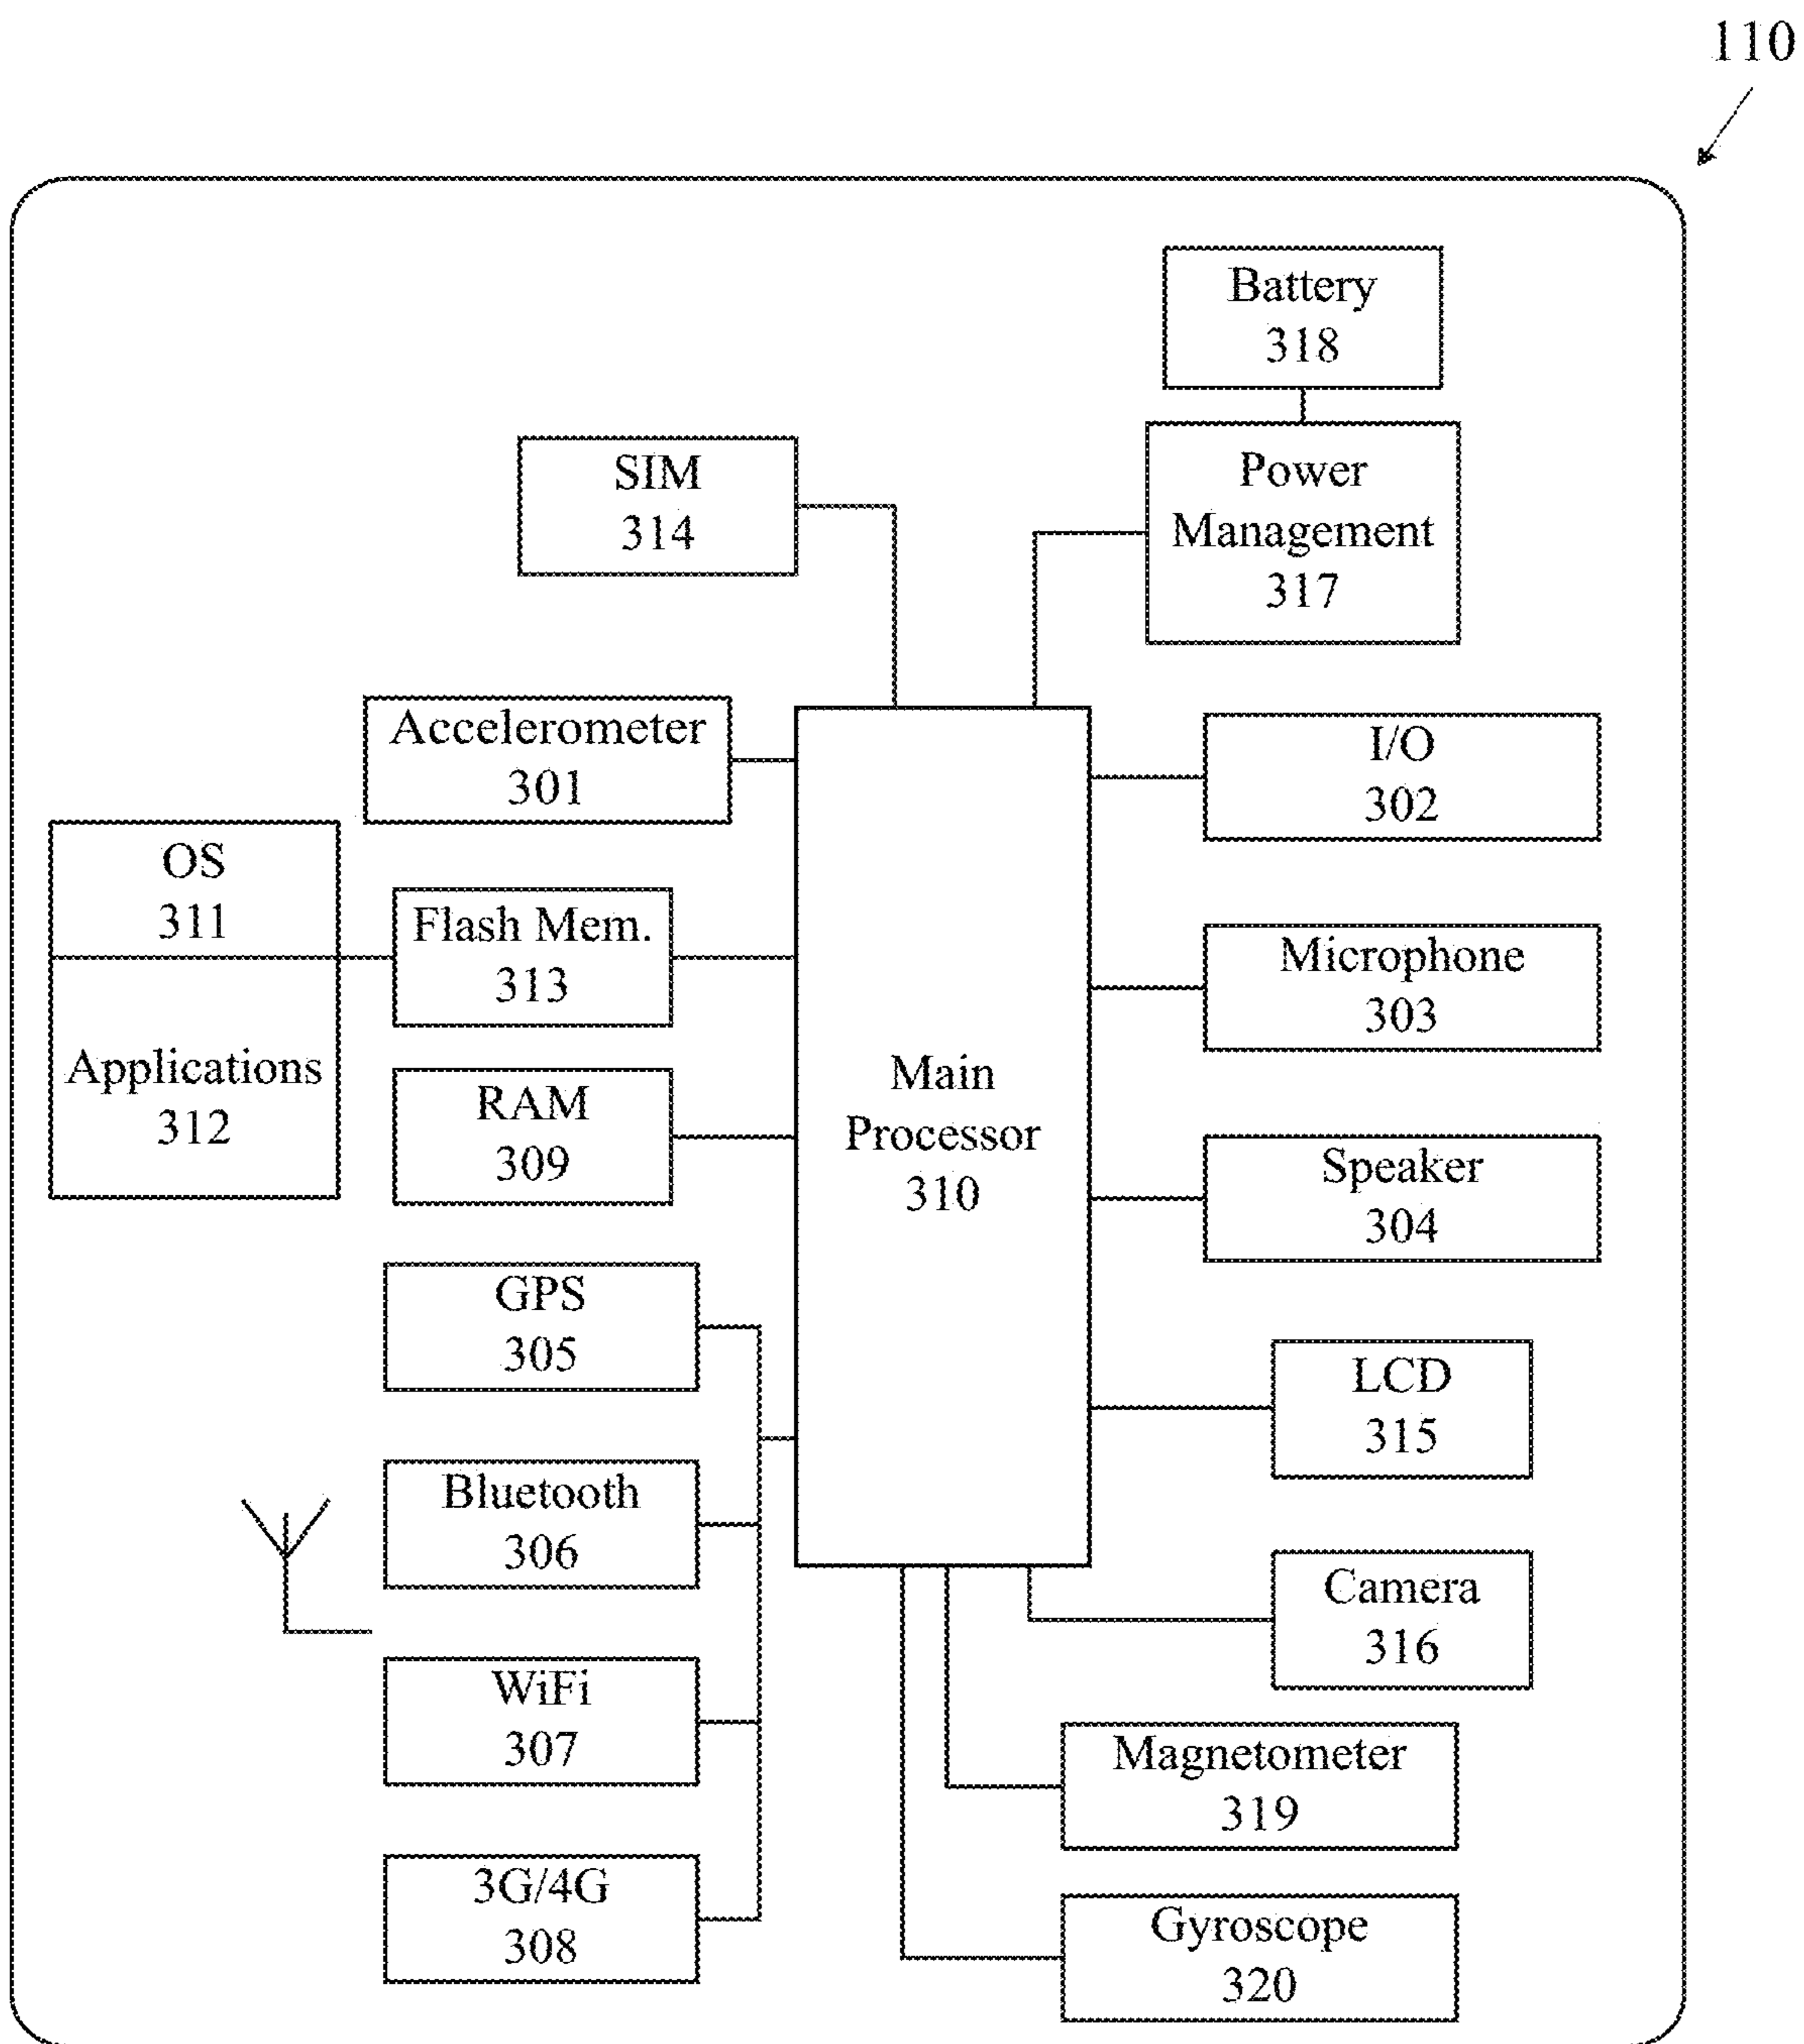 110
Battery
318
SIM
314
Power
Management
317
Accelerometer
301
I/O
302
OS
311
Flash Mem.
313
Microphone
303
Applications
312
RAM
309
Main
Processor
310
Speaker
304
GPS
305
LCD
315
Bluetooth
306
Camera
316
WiFi
307
Magnetometer
319
3G/4G
308
Gyroscope
320